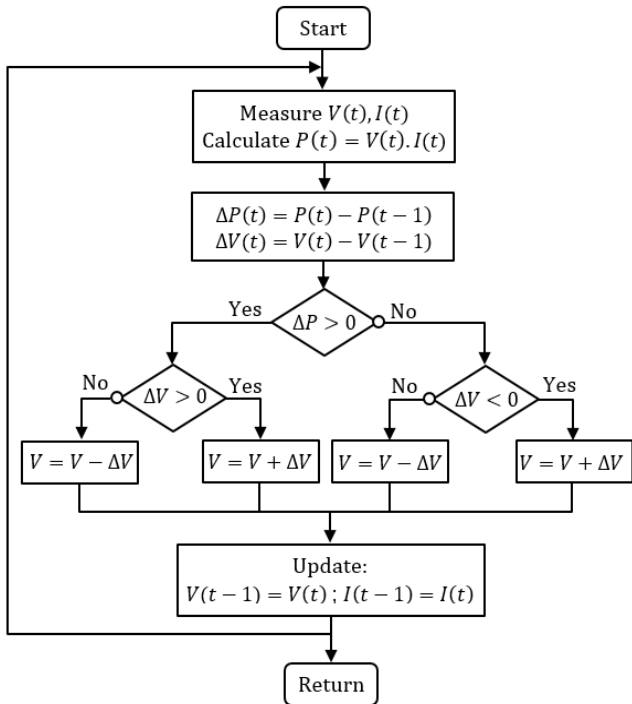 Start
Measure V(t), I(t)
Calculate P(t) = V(t). I(t)
ΔP(t) = P(t) − P(t − 1)
ΔV(t) = V(t) − V(t − 1)
Yes
ΔP > 0
No
No
ΔV > 0
Yes
No
ΔV < 0
Yes
V = V − ΔV
V = V + ΔV
V = V − ΔV
V = V + ΔV
Update:
V(t − 1) = V(t) ; I(t − 1) = I(t)
Return